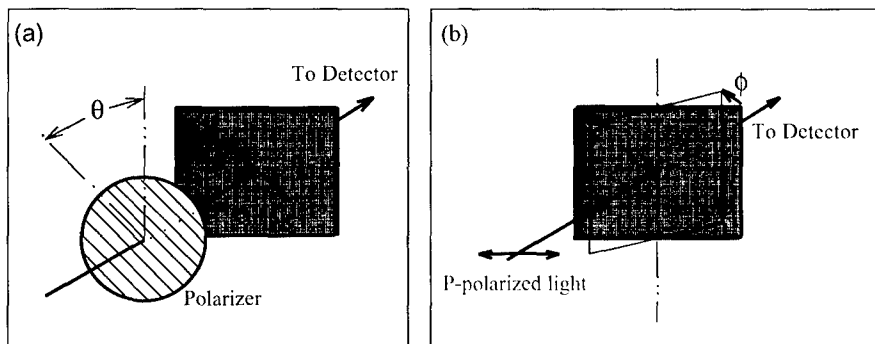 (a)
To Detector
θ
Polarizer
(b)
ϕ
To Detector
P-polarized light